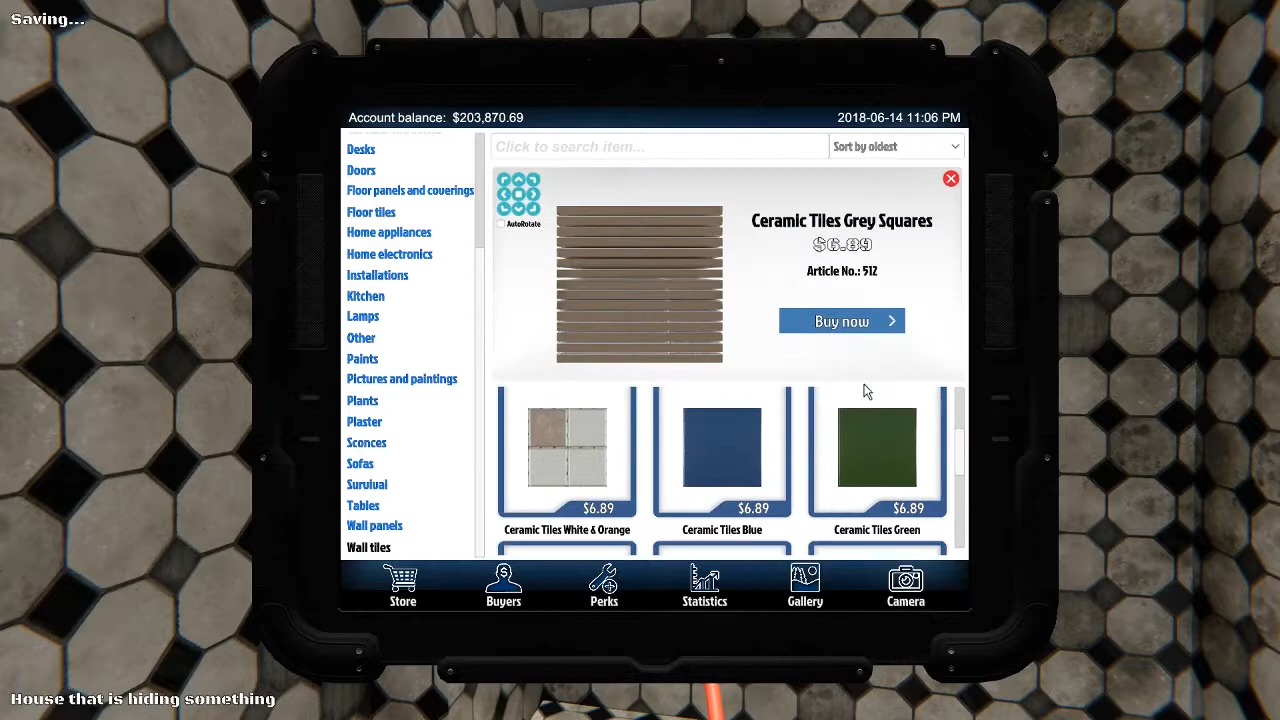 Saving...
Account balance: $203,870.69
2018-06-14 11:06 PM
Desks
Doors
Floor panels and coverings
Floor tiles
Home appliances
Home electronics
Installations
Kitchen
Lamps
Other
Paints
Pictures and paintings
Plants
Plaster
Sconces
Sofas
Survival
Tables
Wall panels
Wall tiles
Click to search item...
Sort by oldest
AutoRotate
Ceramic Tiles Grey Squares
$6.89
Article No.: 512
Buy now
$6.89
$6.89
$6.89
Ceramic Tiles White & Orange
Ceramic Tiles Blue
Ceramic Tiles Green
Store
Buyers
Perks
Statistics
Gallery
Camera
House that is hiding something